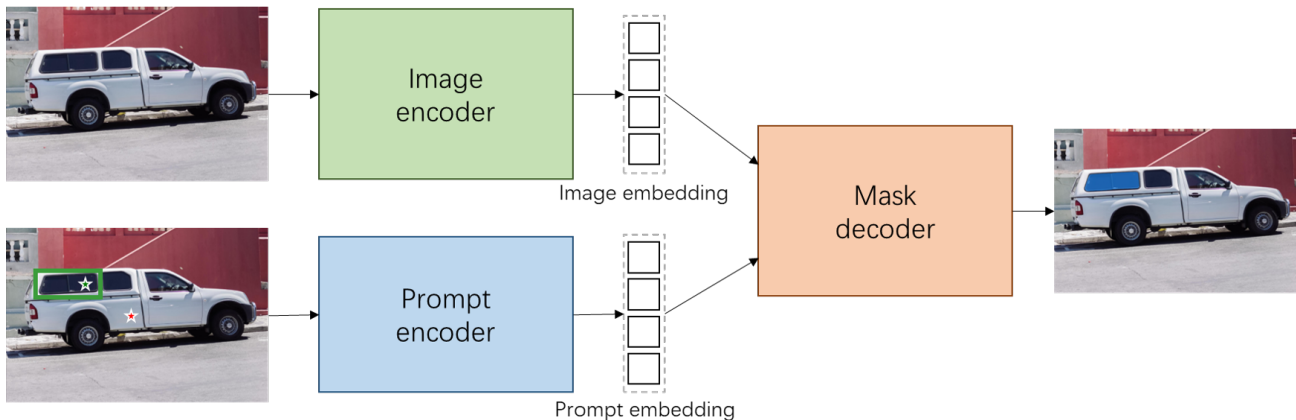 Image
encoder
Image embedding
Mask
decoder
Prompt
encoder
Prompt embedding